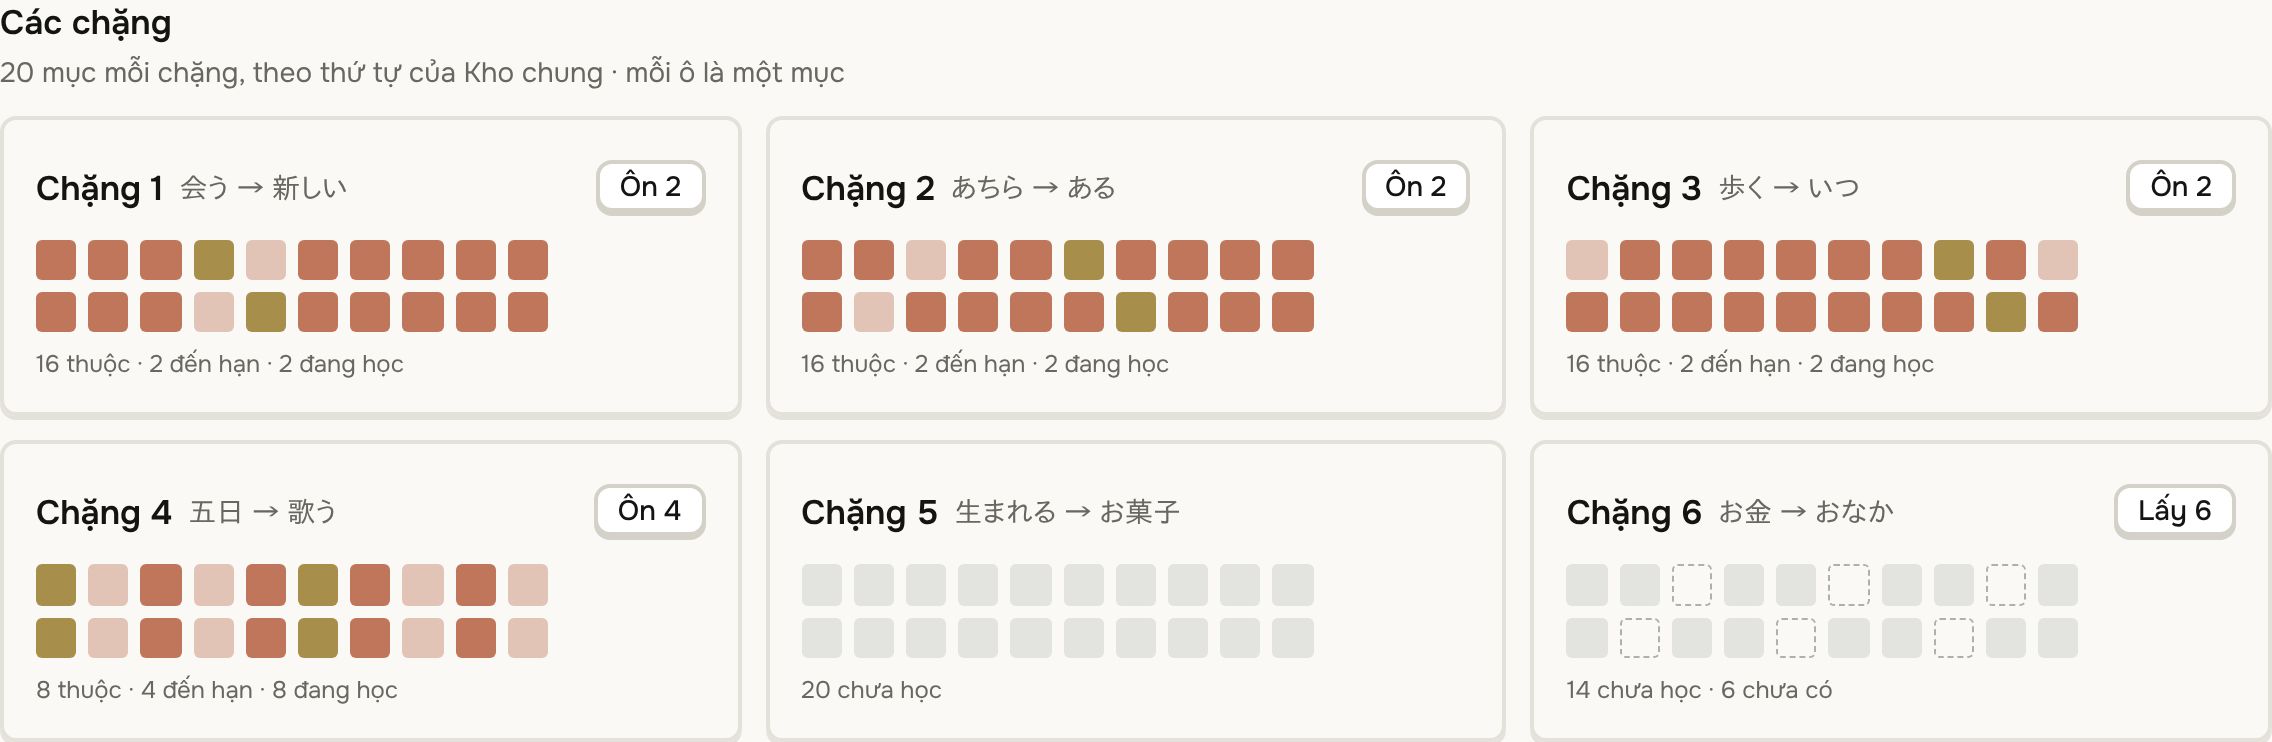 Các chặng
20 mục mỗi chặng, theo thứ tự của Kho chung · mỗi ô là một mục
Chặng 1 会う → 新しい
Ôn 2
16 thuộc · 2 đến hạn · 2 đang học
Chặng 2 あちら → ある
Ôn 2
16 thuộc · 2 đến hạn · 2 đang học
Chặng 3 歩く → いつ
Ôn 2
16 thuộc · 2 đến hạn · 2 đang học
Chặng 4 五日 → 歌う
Ôn 4
8 thuộc · 4 đến hạn · 8 đang học
Chặng 5 生まれる → お菓子
20 chưa học
Chặng 6 お金 → おなか
Lấy 6
14 chưa học · 6 chưa có